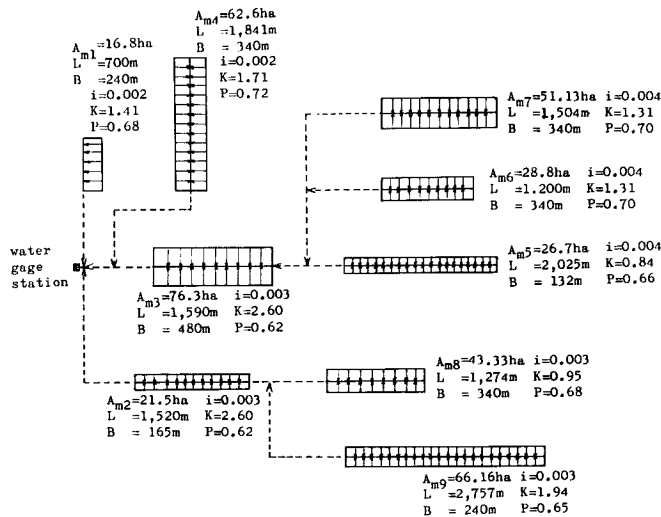 A_m1=16.8ha
L =700m
B =240m
i=0.002
K=1.41
P=0.68
A_m4=62.6ha
L =1,841m
B = 340m
i=0.002
K=1.71
P=0.72
A_m7=51.13ha i=0.004
L =1,504m K=1.31
B = 340m P=0.70
A_m6=28.8ha i=0.004
L =1.200m K=1.31
B = 340m P=0.70
water
gage
station
A_m5=26.7ha i=0.004
L =2,025m K=0.84
B = 132m P=0.66
A_m3=76.3ha i=0.003
L =1,590m K=2.60
B = 480m P=0.62
A_m8=43.33ha i=0.003
L =1,274m K=0.95
B = 340m P=0.68
A_m2=21.5ha i=0.003
L =1,520m K=2.60
B = 165m P=0.62
A_m9=66.16ha i=0.003
L =2,757m K=1.94
B = 240m P=0.65